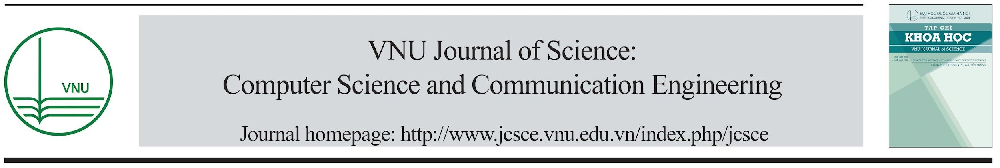 VNU
VNU Journal of Science:
Computer Science and Communication Engineering
Journal homepage: http://www.jcsce.vnu.edu.vn/index.php/jcsce
ĐẠI HỌC QUỐC GIA HÀ NỘI
VIETNAM NATIONAL UNIVERSITY, HANOI
TẠP CHÍ
KHOA HỌC
VNU JOURNAL of SCIENCE
ISSN
e-ISSN
COMPUTER SCIENCE AND COMMUNICATION ENGINEERING
CÔNG NGHỆ THÔNG TIN - TRUYỀN THÔNG